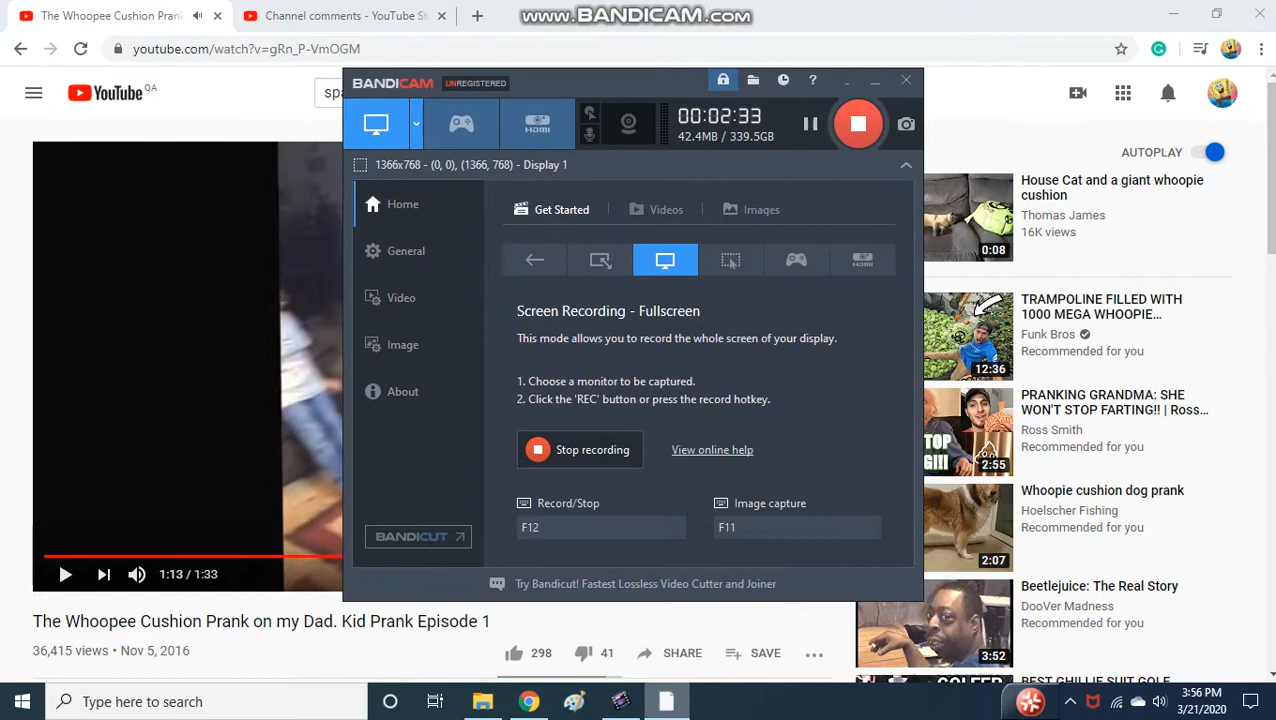 The Whoopee Cushion Prank
Channel comments - YouTube St
www.BANDICAM.com
youtube.com/watch?v=gRn_P-VmOGM
YouTube QA
spa
BANDICAM UNREGISTERED
00:02:33
42.4MB / 339.5GB
HDMI
1366x768 - (0, 0), (1366, 768) - Display 1
Home
General
Video
Image
About
BANDICUT
Get Started
Videos
Images
HDMI
Screen Recording - Fullscreen
This mode allows you to record the whole screen of your display.
1. Choose a monitor to be captured.
2. Click the 'REC' button or press the record hotkey.
Stop recording
View online help
Record/Stop
Image capture
F12
F11
Try Bandicut! Fastest Lossless Video Cutter and Joiner
1:13 / 1:33
The Whoopee Cushion Prank on my Dad. Kid Prank Episode 1
36,415 views • Nov 5, 2016
298
41
SHARE
SAVE
AUTOPLAY
House Cat and a giant whoopie
cushion
Thomas James
16K views
0:08
TRAMPOLINE FILLED WITH
1000 MEGA WHOOPIE...
Funk Bros
Recommended for you
12:36
PRANKING GRANDMA: SHE
WON'T STOP FARTING!! | Ross...
Ross Smith
Recommended for you
2:55
Whoopie cushion dog prank
Hoelscher Fishing
Recommended for you
2:07
Beetlejuice: The Real Story
DooVer Madness
Recommended for you
3:52
BEST GHILLIE SUIT GOLF
Type here to search
3:56 PM
3/21/2020